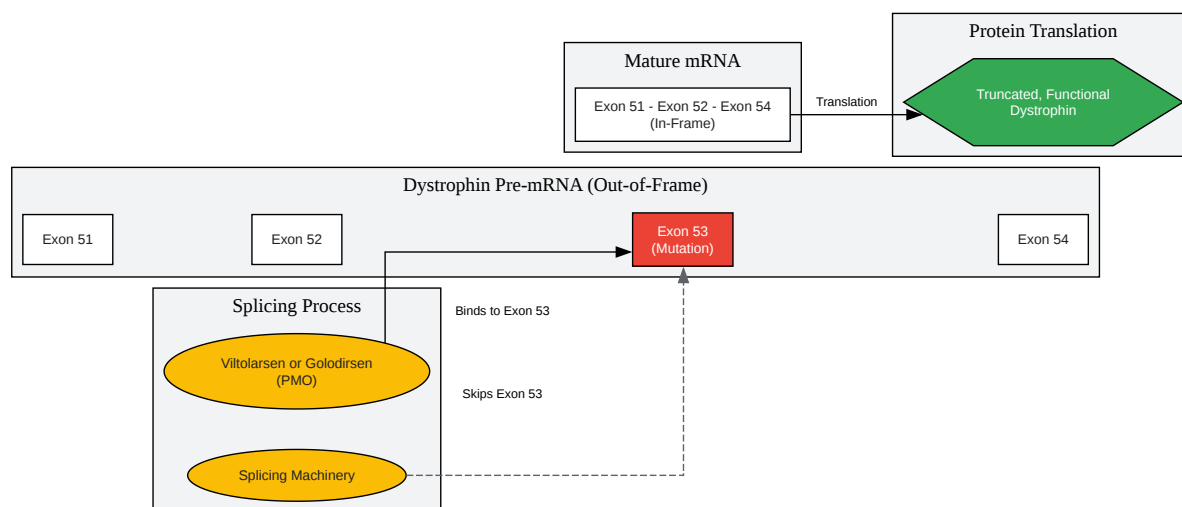 Protein Translation
Truncated, Functional
Dystrophin
Mature mRNA
Exon 51 - Exon 52 - Exon 54
(In-Frame)
Translation
Dystrophin Pre-mRNA (Out-of-Frame)
Exon 51
Exon 52
Exon 53
(Mutation)
Exon 54
Splicing Process
Binds to Exon 53
Viltolarsen or Golodirsen
(PMO)
Skips Exon 53
Splicing Machinery